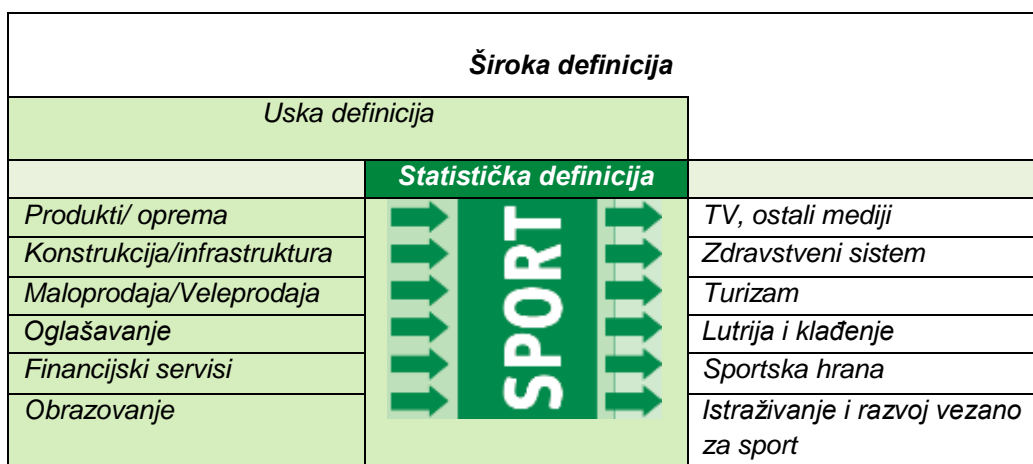 Široka definicija
Uska definicija
Statistička definicija
Produkti/ oprema
TV, ostali mediji
Konstrukcija/infrastruktura
Zdravstveni sistem
Maloprodaja/Veleprodaja
Turizam
Oglašavanje
Lutrija i klađenje
Financijski servisi
Sportska hrana
Obrazovanje
Istraživanje i razvoj vezano
za sport
SPORT